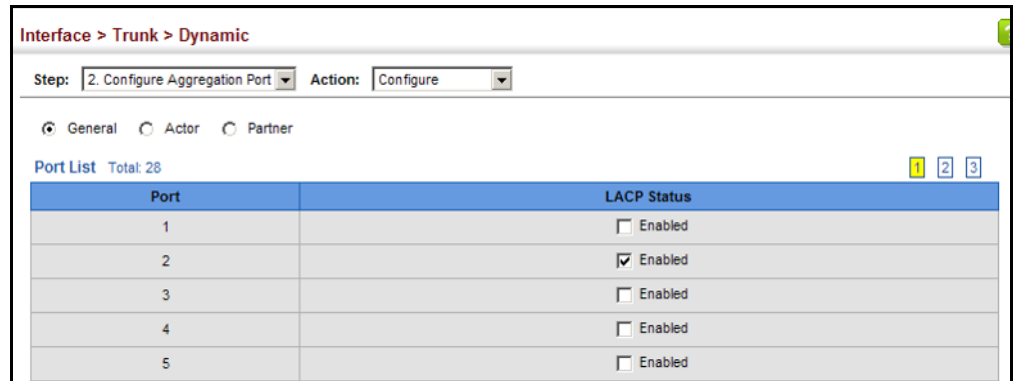 Interface > Trunk > Dynamic
Step: 2. Configure Aggregation Port Action: Configure
General Actor Partner
Port List Total: 28 1 2 3
Port LACP Status
1 Enabled
2 Enabled
3 Enabled
4 Enabled
5 Enabled